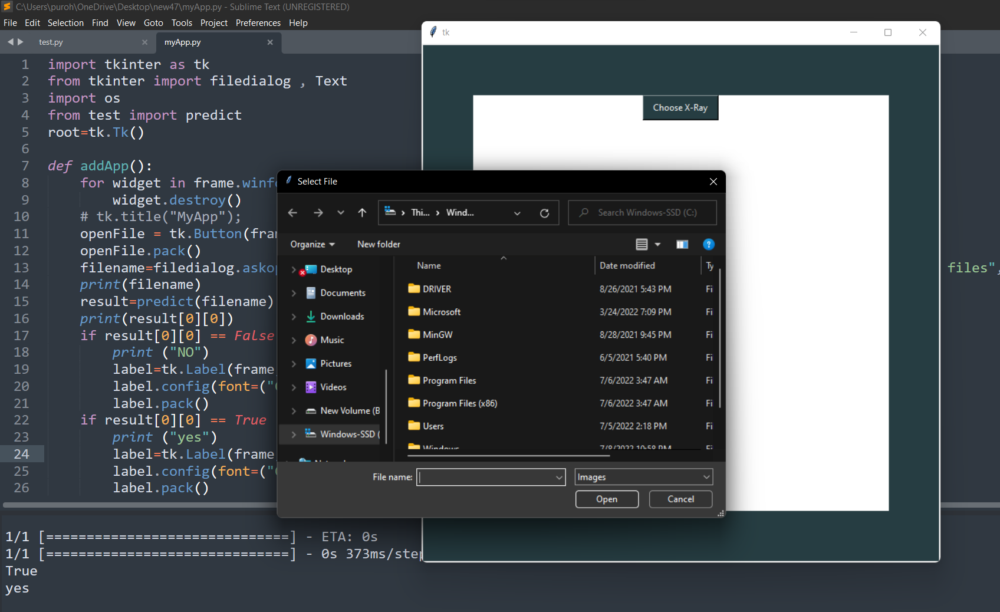 C:\Users\puroh\OneDrive\Desktop\new47\myApp.py - Sublime Text (UNREGISTERED)
File Edit Selection Find View Goto Tools Project Preferences Help
test.py
myApp.py
1 import tkinter as tk
2 from tkinter import filedialog , Text
3 import os
4 from test import predict
5 root=tk.Tk()
6
7 def addApp():
8 for widget in frame.winf
9 widget.destroy()
10 # tk.title("MyApp");
11 openFile = tk.Button(fra
12 openFile.pack()
13 filename=filedialog.asko
files",
14 print(filename)
15 result=predict(filename)
16 print(result[0][0])
17 if result[0][0] == False
18 print ("NO")
19 label=tk.Label(frame
20 label.config(font=("
21 label.pack()
22 if result[0][0] == True
23 print ("yes")
24 label=tk.Label(frame
25 label.config(font=("
26 label.pack()
1/1 [==============================] - ETA: 0s
1/1 [==============================] - 0s 373ms/step
True
yes
tk
Choose X-Ray
Select File
Thi... Wind...
Search Windows-SSD (C:)
Organize New folder
Desktop
Documents
Downloads
Music
Pictures
Videos
New Volume (B
Windows-SSD (
Name Date modified Ty
DRIVER 8/26/2021 5:43 PM Fi
Microsoft 3/24/2022 7:09 PM Fi
MinGW 8/28/2021 9:45 PM Fi
PerfLogs 6/5/2021 5:40 PM Fi
Program Files 7/6/2022 3:47 AM Fi
Program Files (x86) 7/6/2022 3:47 AM Fi
Users 7/5/2022 2:18 PM Fi
Windows 7/8/2022 10:58 PM Fi
File name:
Images
Open Cancel